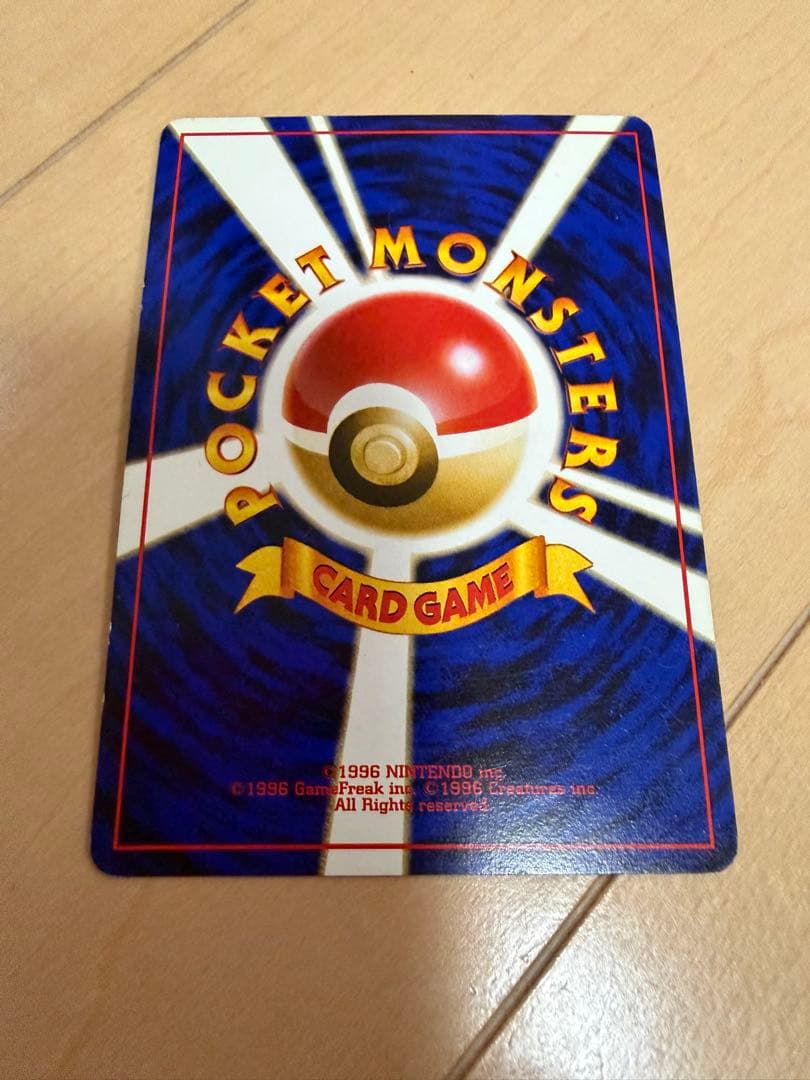 POCKET MONSTERS
CARD GAME
©1996 NINTENDO inc.
©1996 GameFreak inc. ©1996 Creatures inc.
All Rights reserved.